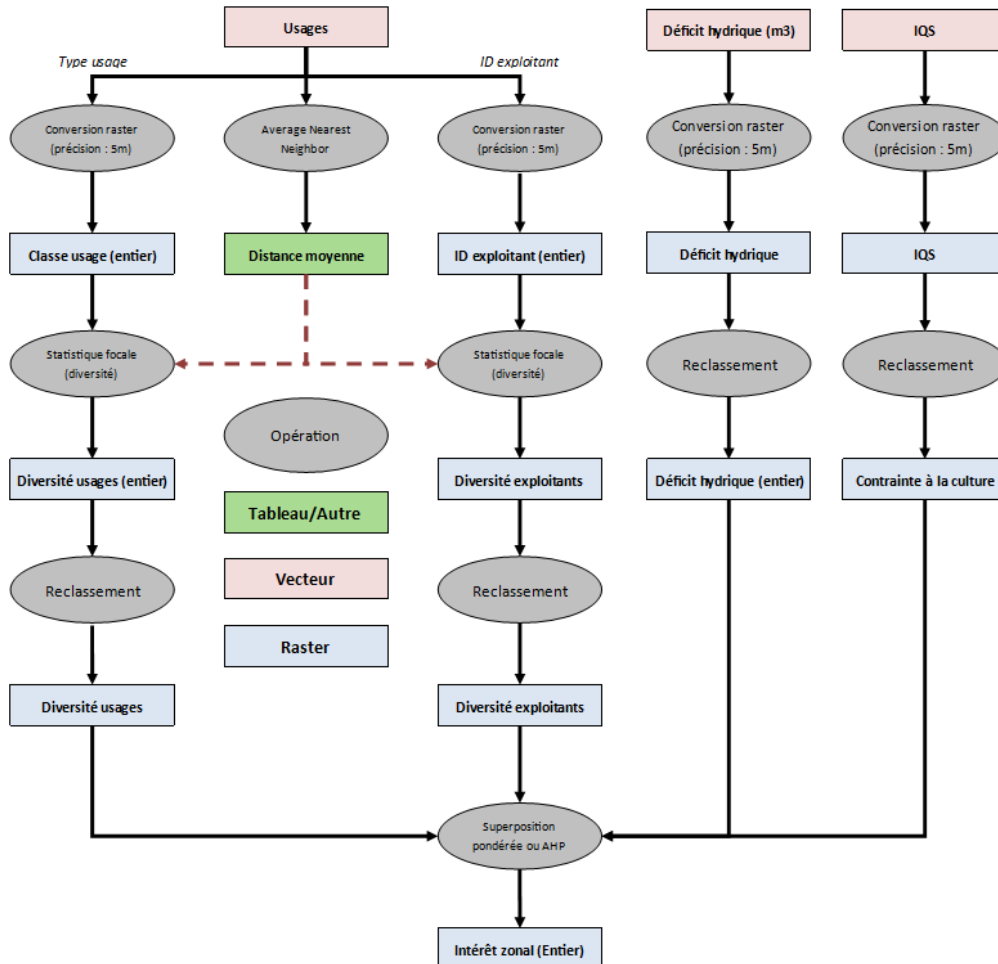 Usages
Déficit hydrique (m3)
IQS
Type usage
ID exploitant
Conversion raster
(précision : 5m)
Average Nearest
Neighbor
Conversion raster
(précision : 5m)
Conversion raster
(précision : 5m)
Conversion raster
(précision : 5m)
Classe usage (entier)
Distance moyenne
ID exploitant (entier)
Déficit hydrique
IQS
Statistique focale
(diversité)
Statistique focale
(diversité)
Reclassement
Reclassement
Opération
Diversité usages (entier)
Diversité exploitants
Déficit hydrique (entier)
Contrainte à la culture
Tableau/Autre
Vecteur
Reclassement
Reclassement
Raster
Diversité usages
Diversité exploitants
Superposition
pondérée ou AHP
Intérêt zonal (Entier)